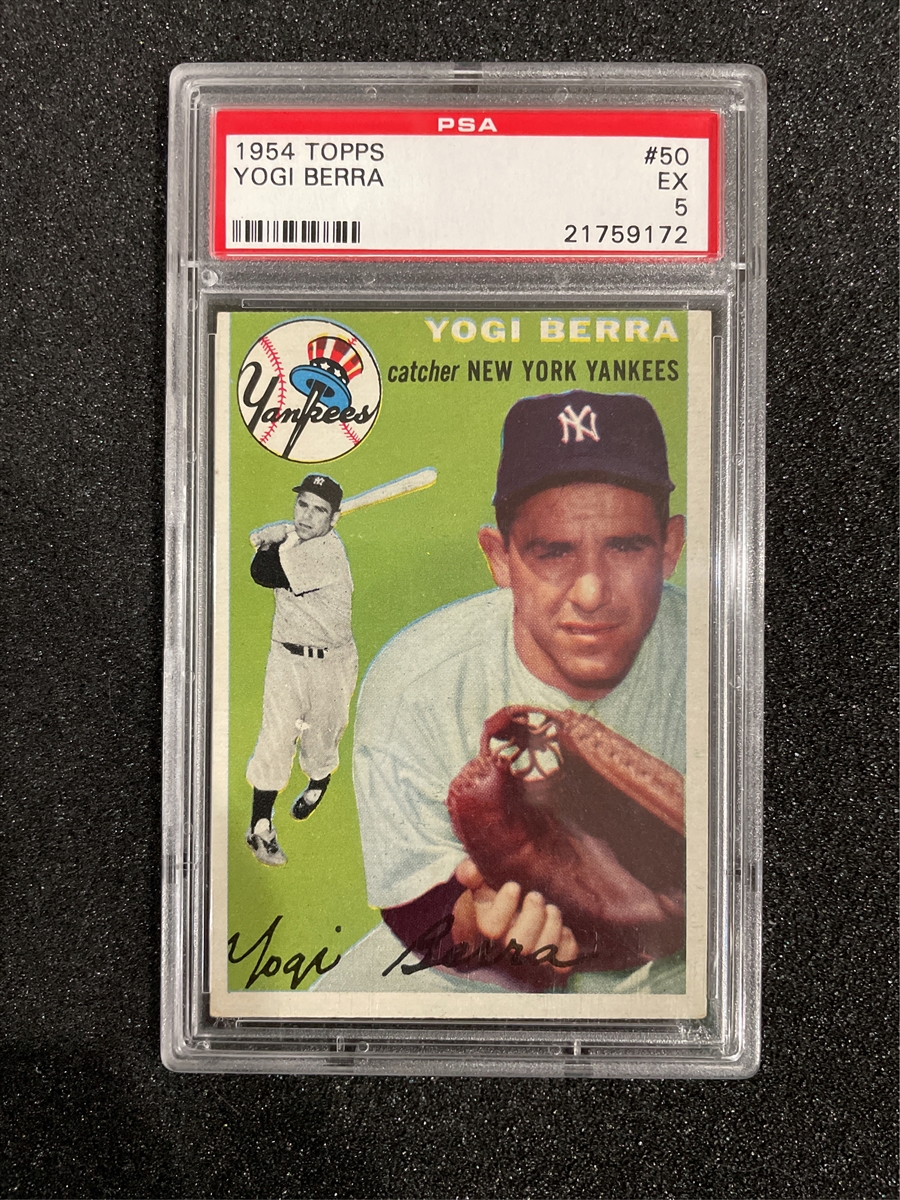 PSA
1954 TOPPS #50
YOGI BERRA EX
5
21759172
YOGI BERRA
catcher NEW YORK YANKEES
Yankees
NY
NY
Yogi Berra